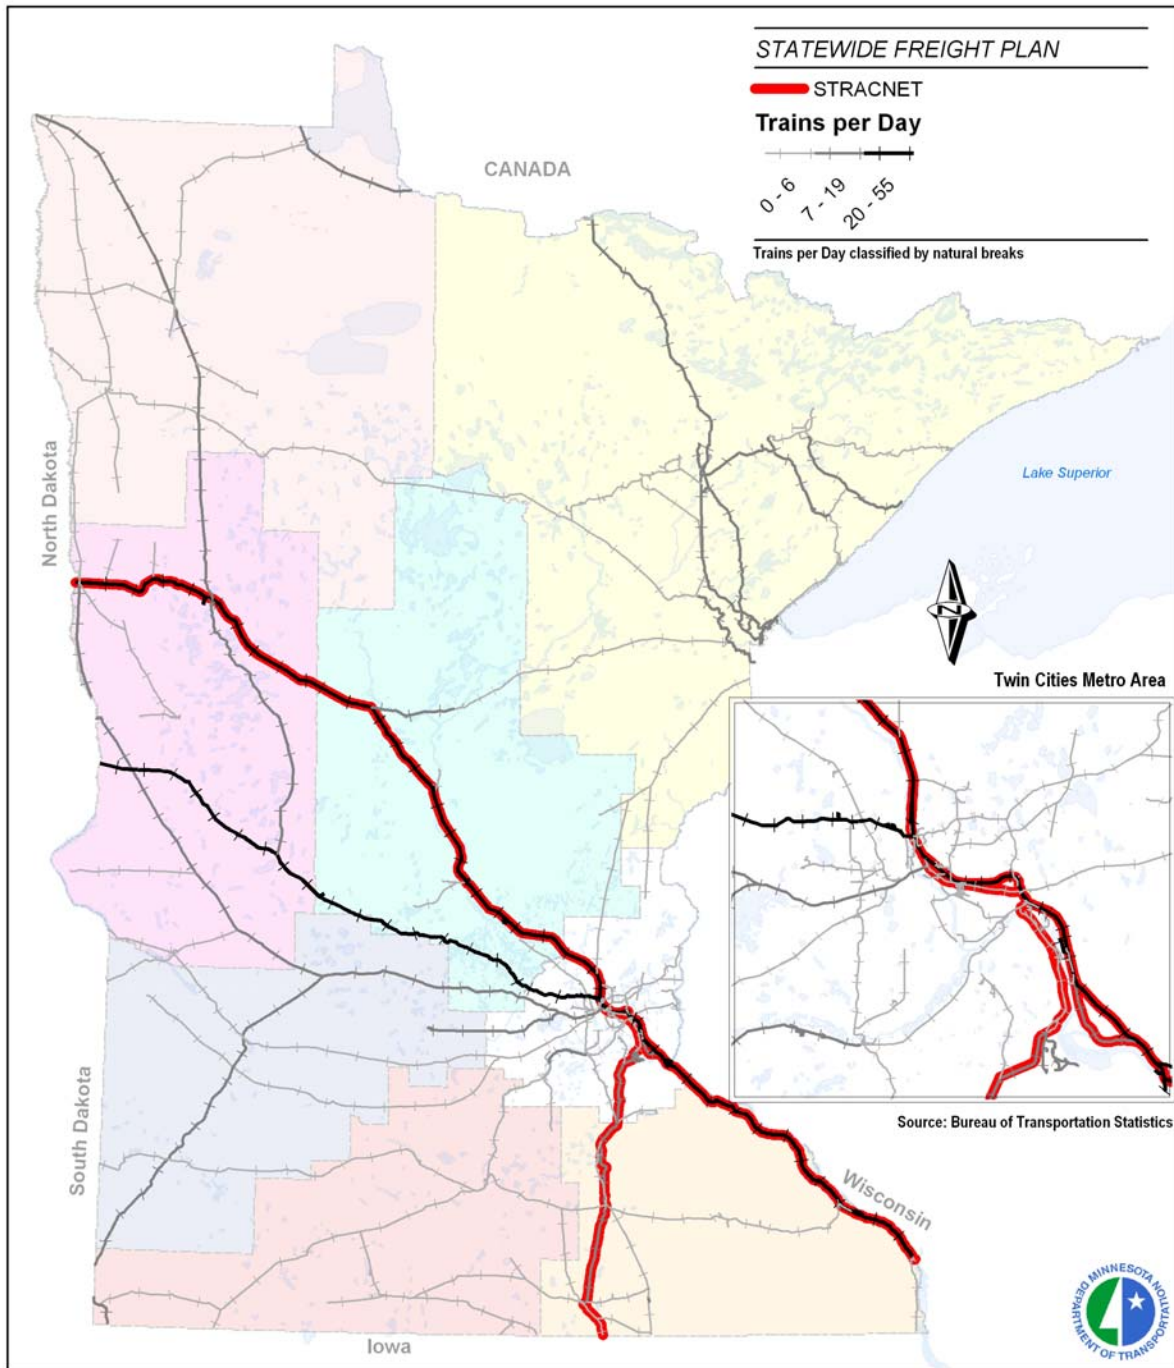 STATEWIDE FREIGHT PLAN
STRACNET
Trains per Day
0 - 6
7 - 19
20 - 55
Trains per Day classified by natural breaks
CANADA
North Dakota
Lake Superior
N
Twin Cities Metro Area
South Dakota
Source: Bureau of Transportation Statistics
Wisconsin
Iowa
MINNESOTA DEPARTMENT OF TRANSPORTATION